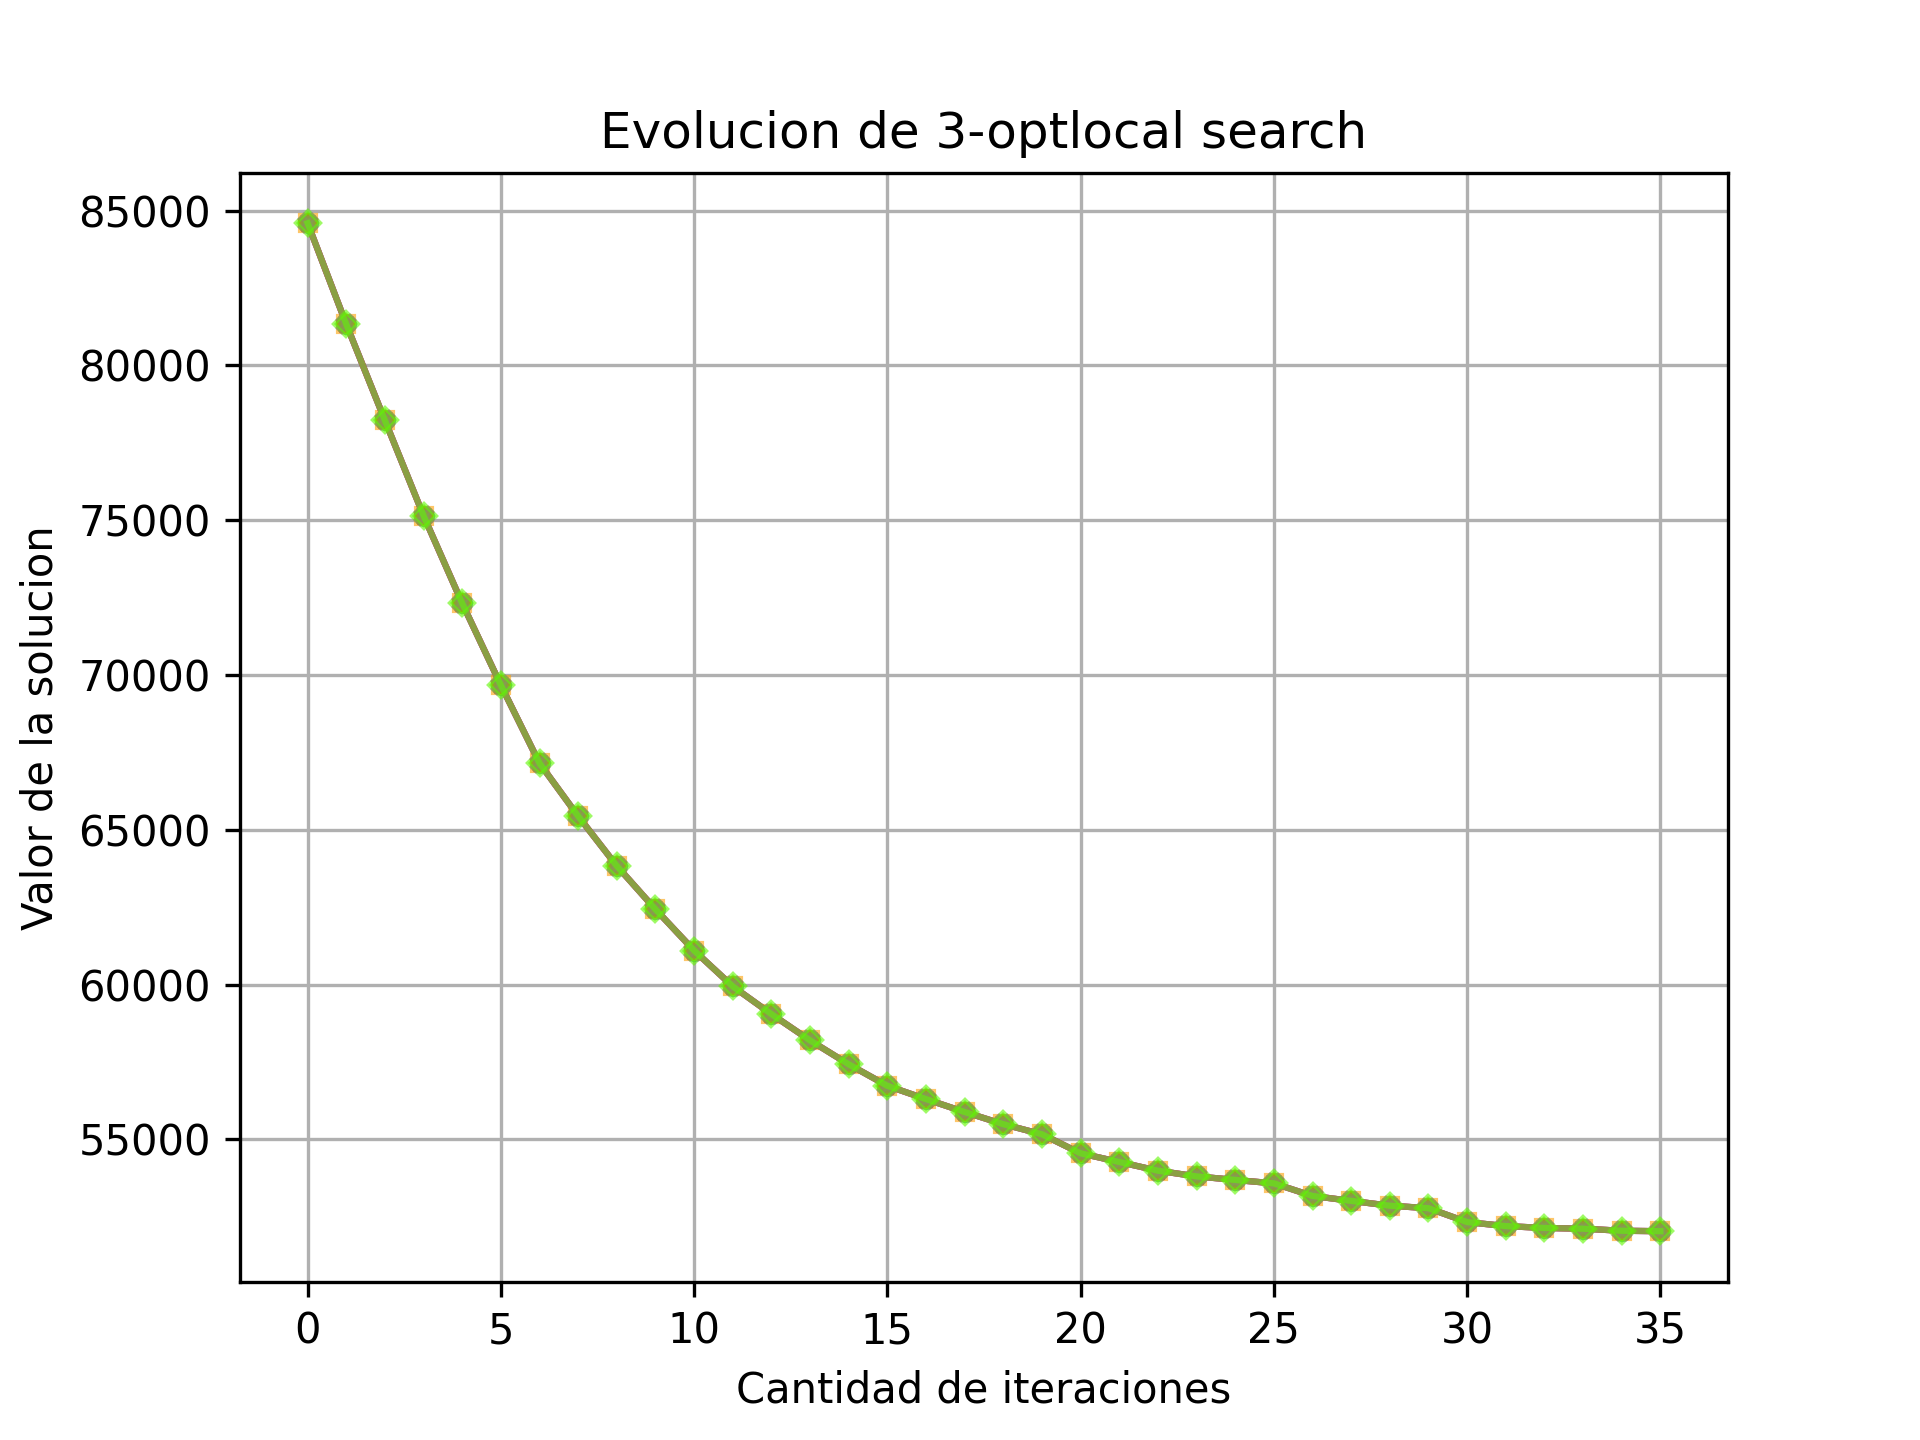 Evolucion de 3-optlocal search
Valor de la solucion
85000
80000
75000
70000
65000
60000
55000
0 5 10 15 20 25 30 35
Cantidad de iteraciones